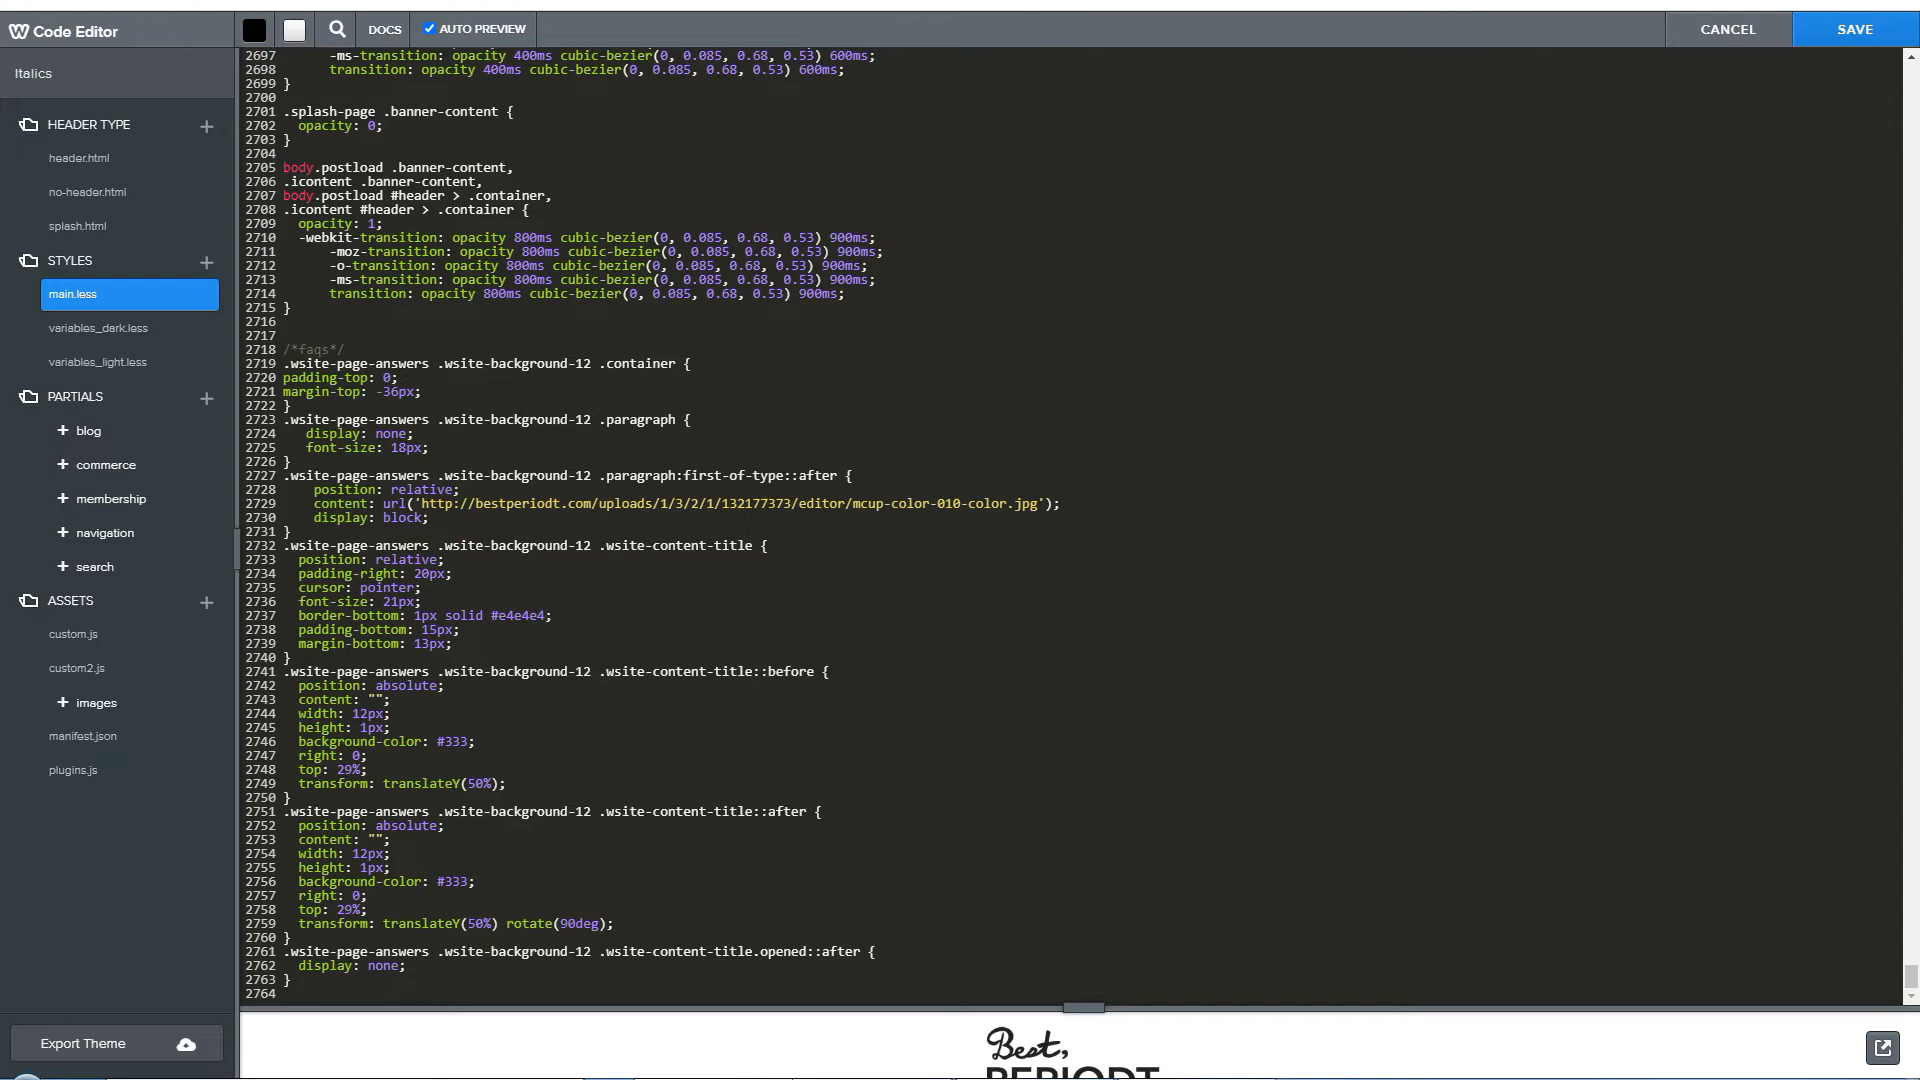 Code Editor
DOCS
AUTO PREVIEW
CANCEL
SAVE
Italics
HEADER TYPE
header.html
no-header.html
splash.html
STYLES
main.less
variables_dark.less
variables_light.less
PARTIALS
blog
commerce
membership
navigation
search
ASSETS
custom.js
custom2.js
images
manifest.json
plugins.js
Export Theme
2697 -ms-transition: opacity 400ms cubic-bezier(0, 0.085, 0.68, 0.53) 600ms;
2698 transition: opacity 400ms cubic-bezier(0, 0.085, 0.68, 0.53) 600ms;
2699 }
2700
2701 .splash-page .banner-content {
2702 opacity: 0;
2703 }
2704
2705 body.postload .banner-content,
2706 .icontent .banner-content,
2707 body.postload #header > .container,
2708 .icontent #header > .container {
2709 opacity: 1;
2710 -webkit-transition: opacity 800ms cubic-bezier(0, 0.085, 0.68, 0.53) 900ms;
2711 -moz-transition: opacity 800ms cubic-bezier(0, 0.085, 0.68, 0.53) 900ms;
2712 -o-transition: opacity 800ms cubic-bezier(0, 0.085, 0.68, 0.53) 900ms;
2713 -ms-transition: opacity 800ms cubic-bezier(0, 0.085, 0.68, 0.53) 900ms;
2714 transition: opacity 800ms cubic-bezier(0, 0.085, 0.68, 0.53) 900ms;
2715 }
2716
2717
2718 /*faqs*/
2719 .wsite-page-answers .wsite-background-12 .container {
2720 padding-top: 0;
2721 margin-top: -36px;
2722 }
2723 .wsite-page-answers .wsite-background-12 .paragraph {
2724 display: none;
2725 font-size: 18px;
2726 }
2727 .wsite-page-answers .wsite-background-12 .paragraph:first-of-type::after {
2728 position: relative;
2729 content: url('http://bestperiodt.com/uploads/1/3/2/1/132177373/editor/mcup-color-010-color.jpg');
2730 display: block;
2731 }
2732 .wsite-page-answers .wsite-background-12 .wsite-content-title {
2733 position: relative;
2734 padding-right: 20px;
2735 cursor: pointer;
2736 font-size: 21px;
2737 border-bottom: 1px solid #e4e4e4;
2738 padding-bottom: 15px;
2739 margin-bottom: 13px;
2740 }
2741 .wsite-page-answers .wsite-background-12 .wsite-content-title::before {
2742 position: absolute;
2743 content: "";
2744 width: 12px;
2745 height: 1px;
2746 background-color: #333;
2747 right: 0;
2748 top: 29%;
2749 transform: translateY(50%);
2750 }
2751 .wsite-page-answers .wsite-background-12 .wsite-content-title::after {
2752 position: absolute;
2753 content: "";
2754 width: 12px;
2755 height: 1px;
2756 background-color: #333;
2757 right: 0;
2758 top: 29%;
2759 transform: translateY(50%) rotate(90deg);
2760 }
2761 .wsite-page-answers .wsite-background-12 .wsite-content-title.opened::after {
2762 display: none;
2763 }
2764
Best,
PERIODT